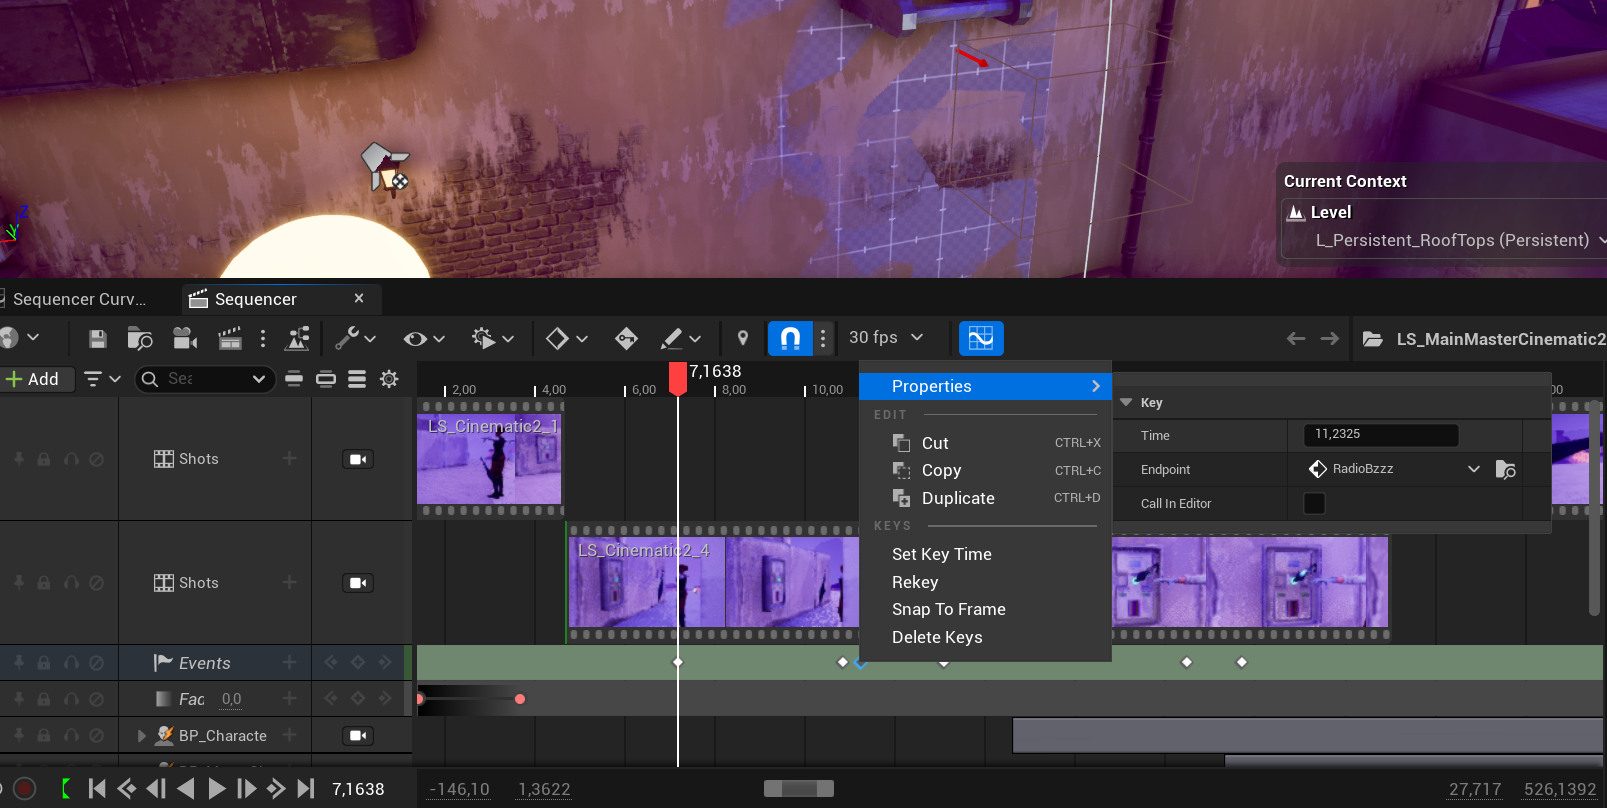 Current Context
Level
L_Persistent_RoofTops (Persistent)
Z
Sequencer Curv...
Sequencer
30 fps
LS_MainMasterCinematic2
Add
Sea
7,1638
2,00
4,00
6,00
8,00
10,00
Properties
Key
EDIT
Time
11,2325
Cut
CTRL+X
Copy
CTRL+C
Endpoint
RadioBzzz
Duplicate
CTRL+D
Call In Editor
KEYS
Set Key Time
Rekey
Snap To Frame
Delete Keys
LS_Cinematic2_1
Shots
LS_Cinematic2_4
Shots
Events
Fac
0,0
BP_Characte
7,1638
-146,10
1,3622
27,717
526,1392